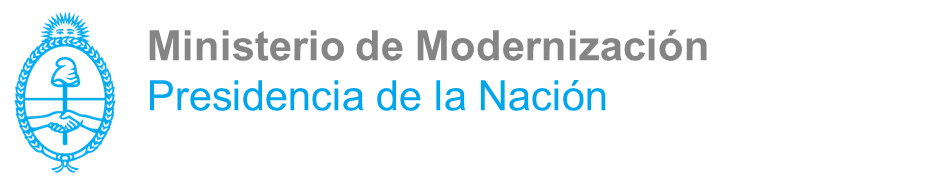 Ministerio de Modernización
Presidencia de la Nación